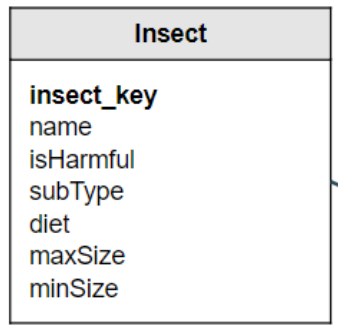 Insect
insect_key
name
isHarmful
subType
diet
maxSize
minSize